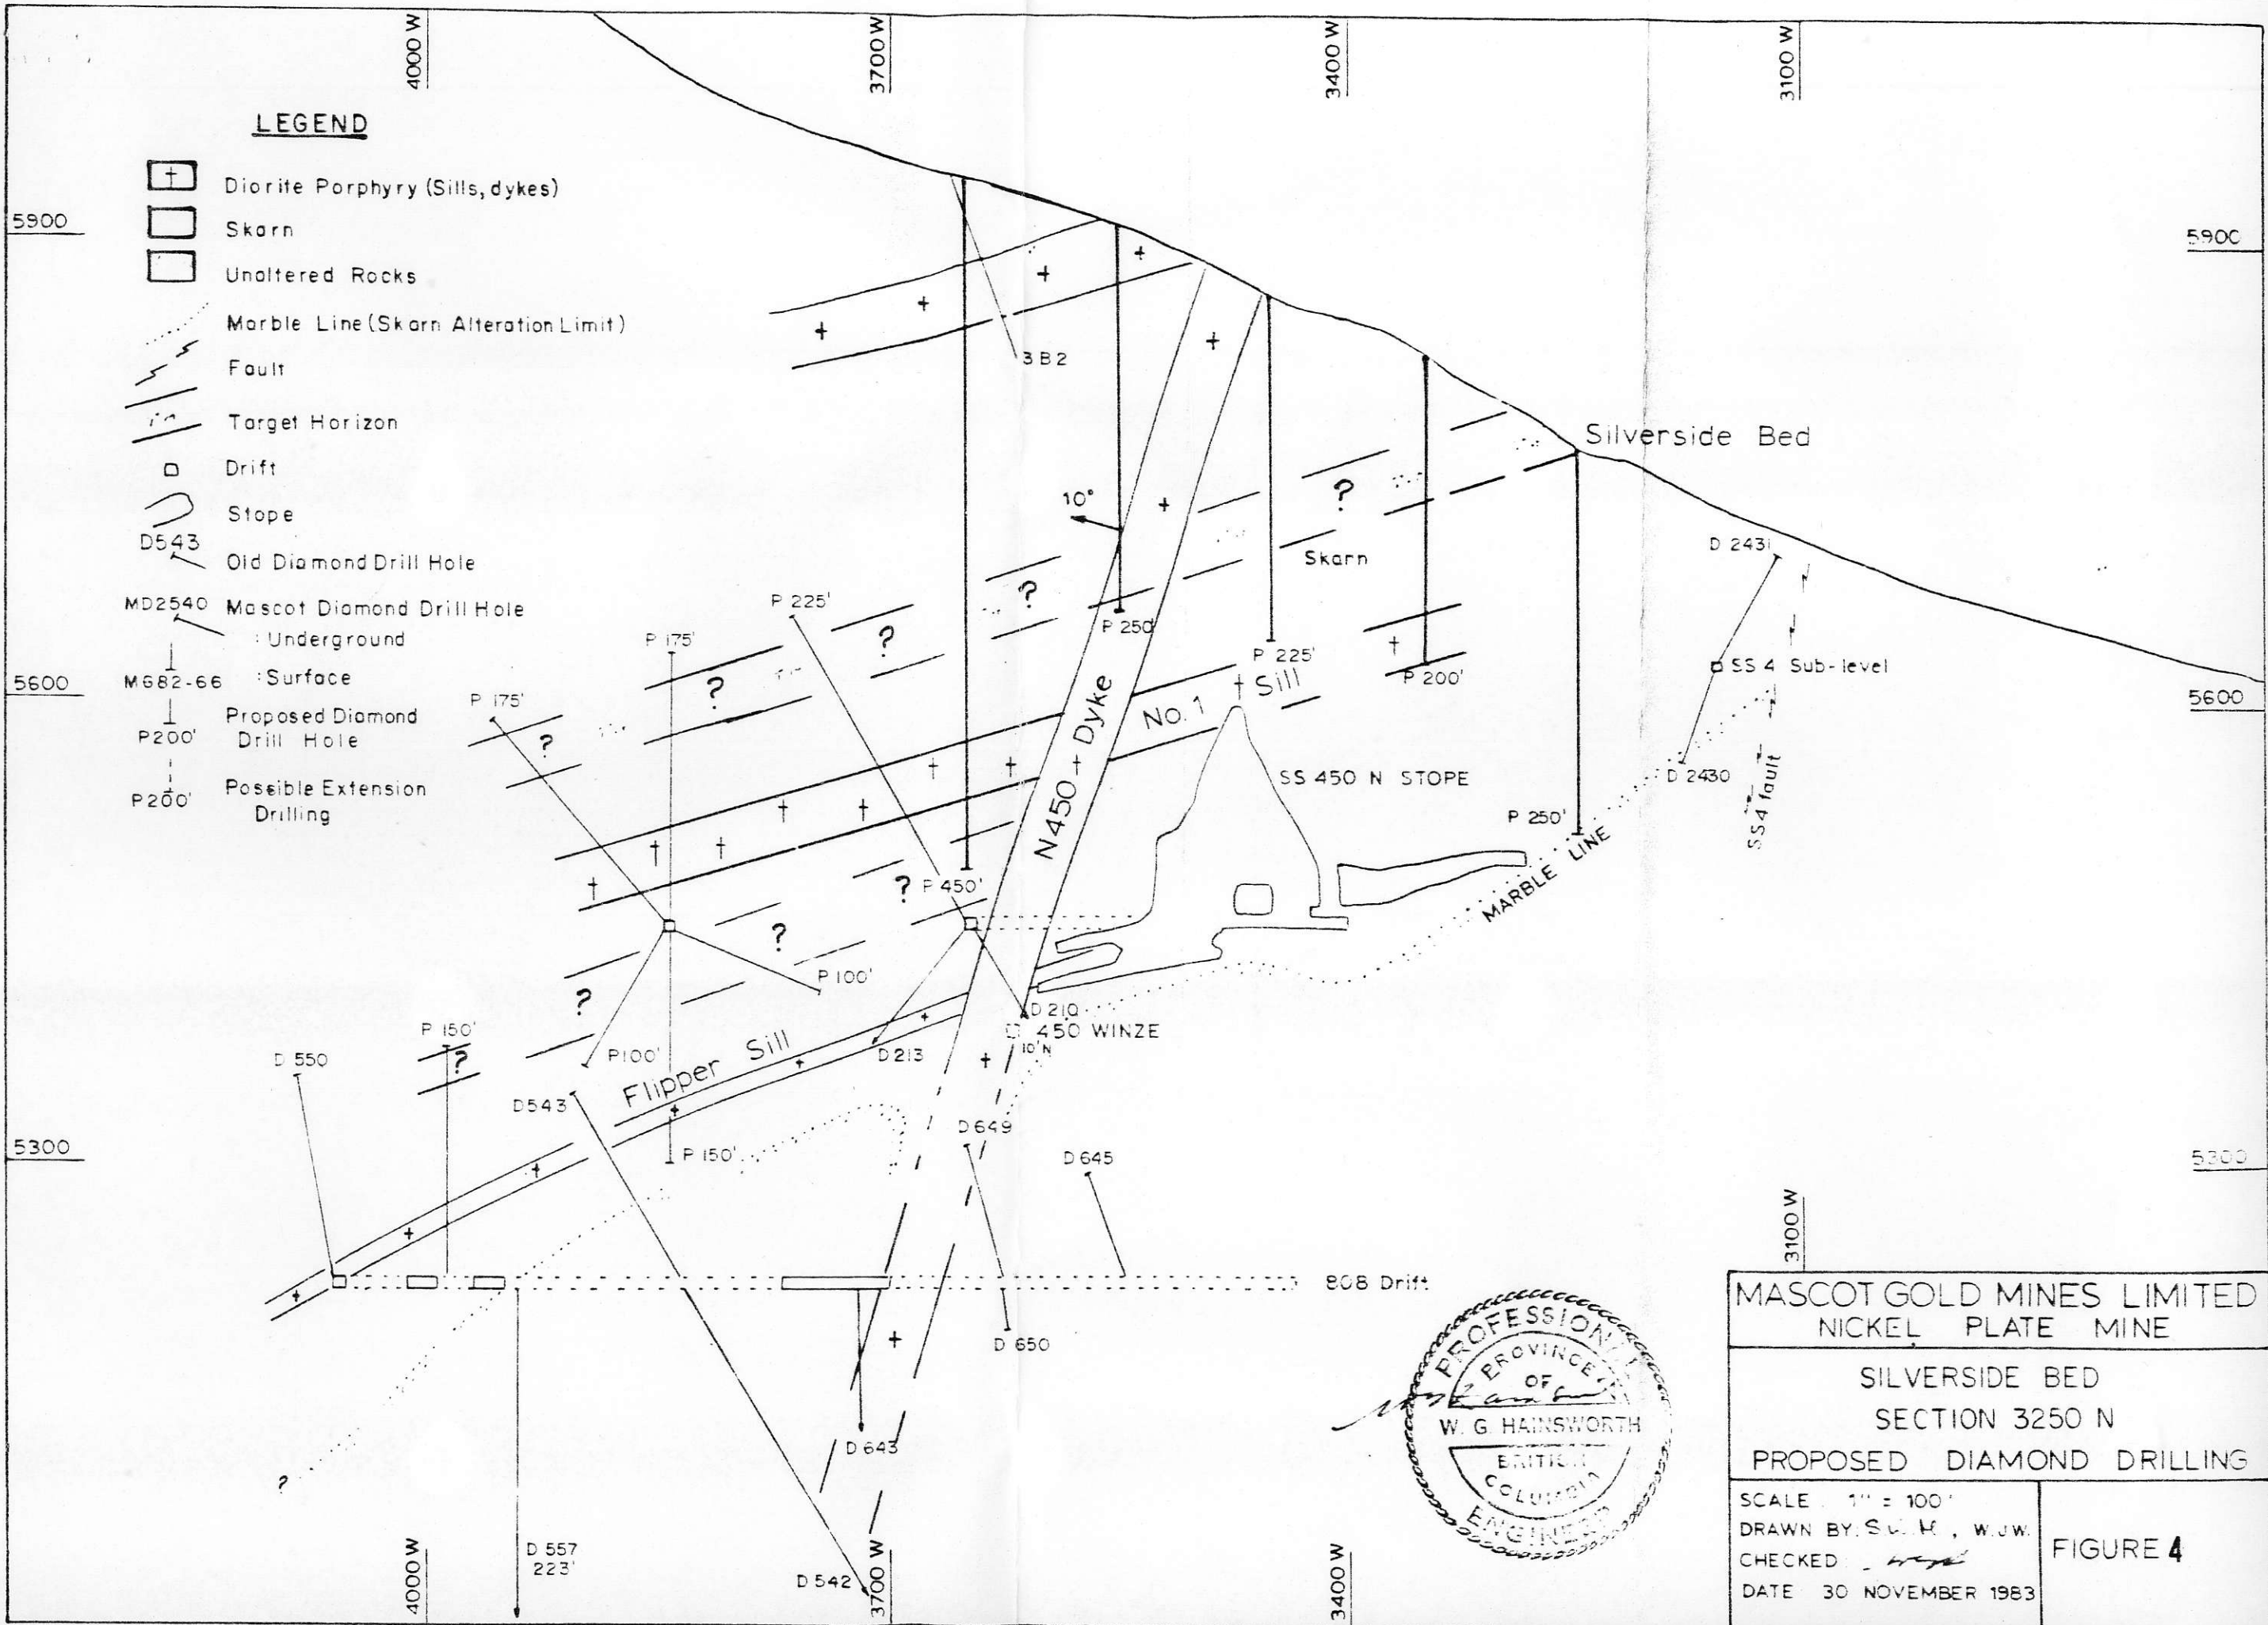 4000 W
3700 W
3400 W
3100 W
LEGEND
Diorite Porphyry (Sills, dykes)
Skarn
Unaltered Rocks
Marble Line (Skarn Alteration Limit)
Fault
Target Horizon
Drift
Stope
D543
Old Diamond Drill Hole
MD2540 Mascot Diamond Drill Hole
: Underground
M682-66 : Surface
P200' Proposed Diamond
Drill Hole
P200' Possible Extension
Drilling
5900
5900
3B2
Silverside Bed
10°
?
Skarn
D 2431
?
P 225'
P 250'
?
P 175'
P 225'
SS 4 Sub-level
5600
P 200'
5600
?
P 175'
No. 1 Sill
?
N450 Dyke
SS 450 N STOPE
D 2430
SS4 fault
P 250'
MARBLE LINE
? P 450'
?
P 100'
?
D 210
450 WINZE
10'N
P 150'
?
D 550
P100'
D 213
Flipper Sill
D543
D 649
5300
P 150'
D 645
5300
3100 W
808 Drift
D 650
D 643
?
D 557
223'
D 542
4000 W
3700 W
3400 W
PROFESSIONAL
PROVINCE
OF
W. G. HAINSWORTH
BRITISH
COLUMBIA
ENGINEER
MASCOT GOLD MINES LIMITED
NICKEL PLATE MINE
SILVERSIDE BED
SECTION 3250 N
PROPOSED DIAMOND DRILLING
SCALE 1" = 100'
DRAWN BY: W.J.W.
CHECKED
DATE 30 NOVEMBER 1983
FIGURE 4